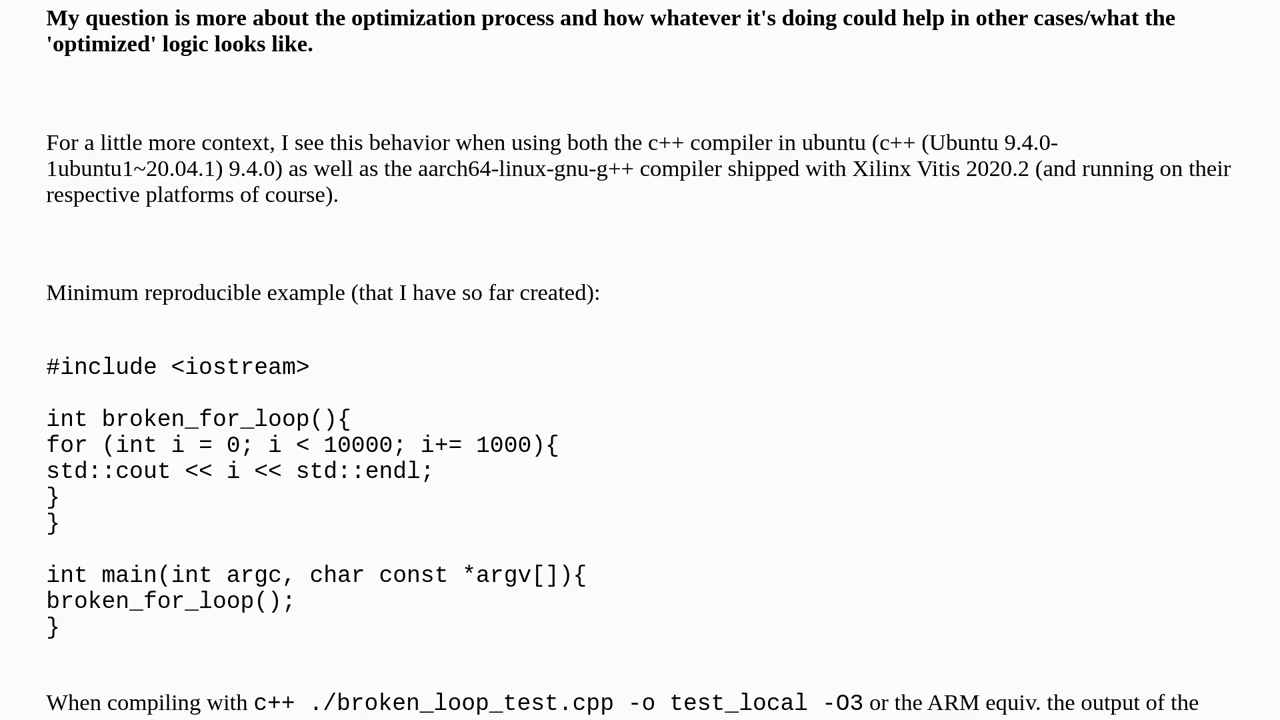 My question is more about the optimization process and how whatever it's doing could help in other cases/what the
'optimized' logic looks like.
For a little more context, I see this behavior when using both the c++ compiler in ubuntu (c++ (Ubuntu 9.4.0-
1ubuntu1~20.04.1) 9.4.0) as well as the aarch64-linux-gnu-g++ compiler shipped with Xilinx Vitis 2020.2 (and running on their
respective platforms of course).
Minimum reproducible example (that I have so far created):
#include <iostream>
int broken_for_loop(){
for (int i = 0; i < 10000; i+= 1000){
std::cout << i << std::endl;
}
}
int main(int argc, char const *argv[]){
broken_for_loop();
}
When compiling with c++ ./broken_loop_test.cpp -o test_local -O3 or the ARM equiv. the output of the